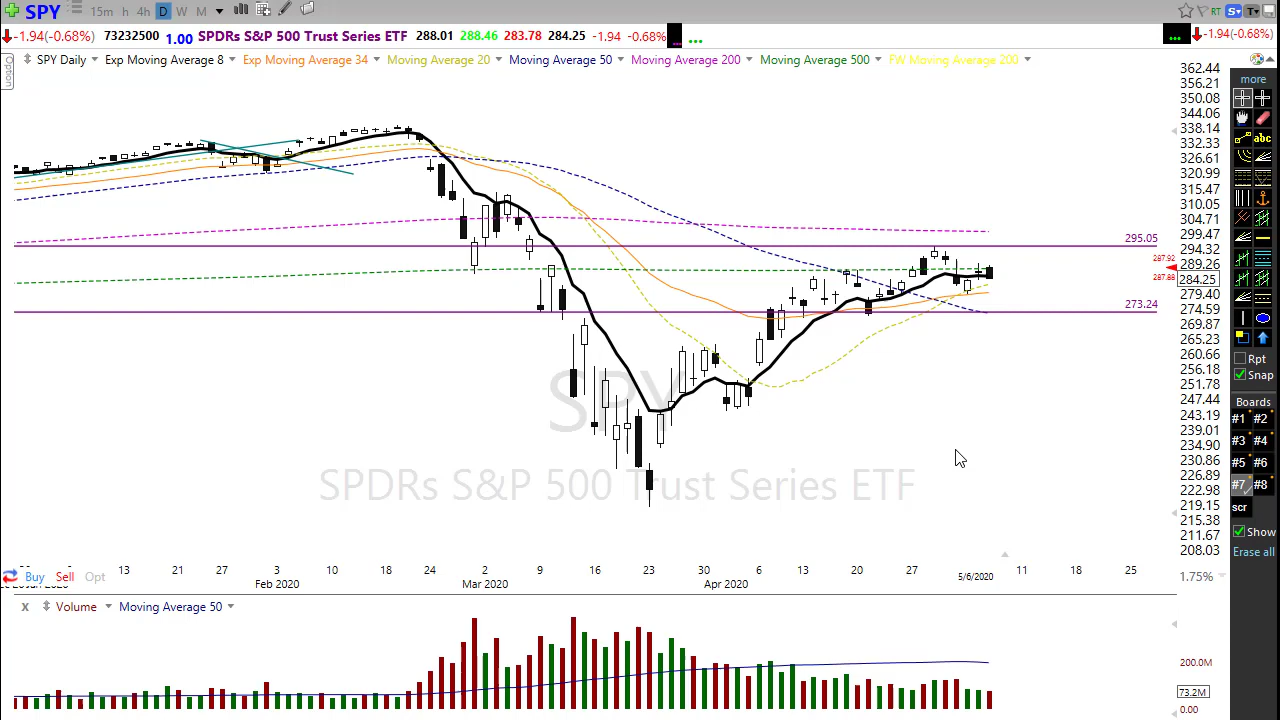 SPY 15m h 4h D W M RT S T
-1.94(-0.68%) 73232500 1.00 SPDRs S&P 500 Trust Series ETF 288.01 288.46 283.78 284.25 -1.94 -0.68% ... ... -1.94(-0.68%)
Option
SPY Daily Exp Moving Average 8 Exp Moving Average 34 Moving Average 20 Moving Average 50 Moving Average 200 Moving Average 500 FW Moving Average 200
362.44
356.21
350.08
344.06
338.14
332.33
326.61
320.99
315.47
310.05
304.71
299.47
294.32
289.26
284.25
279.40
274.59
269.87
265.23
260.66
256.18
251.78
247.44
243.19
239.01
234.90
230.86
226.89
222.98
219.15
215.38
211.67
208.03
295.05
287.92
287.88
273.24
SPY
SPDRs S&P 500 Trust Series ETF
more
abc
Rpt
Snap
Boards
#1 #2
#3 #4
#5 #6
#7 #8
scr
Show
Erase all
13 21 27 3 10 18 24 2 9 16 23 30 6 13 20 27 11 18 25
Feb 2020 Mar 2020 Apr 2020 5/6/2020
Buy Sell Opt
1.75%
x Volume Moving Average 50
200.0M
73.2M
0.00